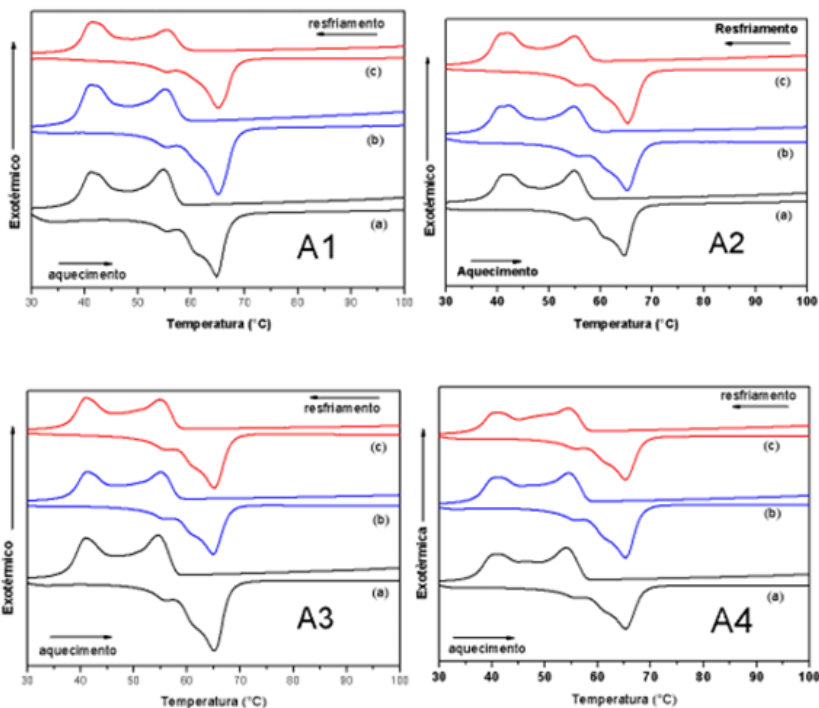 resfriamento
(c)
(b)
(a)
Exotérmico
A1
aquecimento
30 40 50 60 70 80 90 100
Temperatura (°C)
Resfriamento
(c)
(b)
(a)
Exotérmico
A2
Aquecimento
30 40 50 60 70 80 90 100
Temperatura (°C)
resfriamento
(c)
(b)
(a)
Exotérmico
A3
aquecimento
30 40 50 60 70 80 90 100
Temperatura (°C)
resfriamento
(c)
(b)
(a)
Exotérmica
A4
aquecimento
30 40 50 60 70 80 90 100
Temperatura (°C)